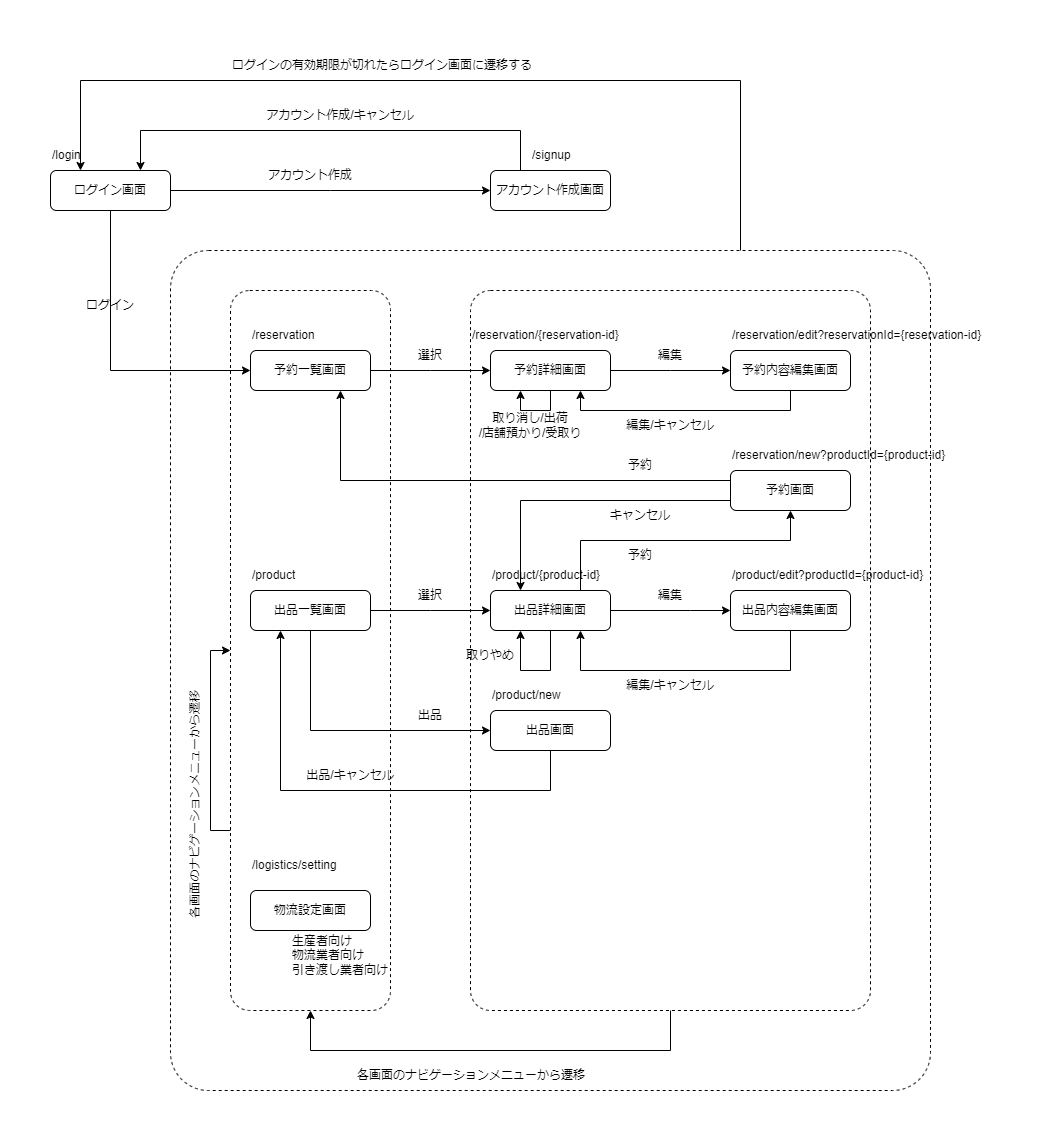 ログインの有効期限が切れたらログイン画面に遷移する
アカウント作成/キャンセル
/login
/signup
ログイン画面
アカウント作成
アカウント作成画面
ログイン
/reservation
/reservation/{reservation-id}
/reservation/edit?reservationId={reservation-id}
予約一覧画面
選択
予約詳細画面
編集
予約内容編集画面
取り消し/出荷
/店舗預かり/受取り
編集/キャンセル
/reservation/new?productId={product-id}
予約
予約画面
キャンセル
予約
/product
/product/{product-id}
/product/edit?productId={product-id}
出品一覧画面
選択
出品詳細画面
編集
出品内容編集画面
取りやめ
編集/キャンセル
/product/new
出品
出品画面
出品/キャンセル
各画面のナビゲーションメニューから遷移
/logistics/setting
物流設定画面
生産者向け
物流業者向け
引き渡し業者向け
各画面のナビゲーションメニューから遷移